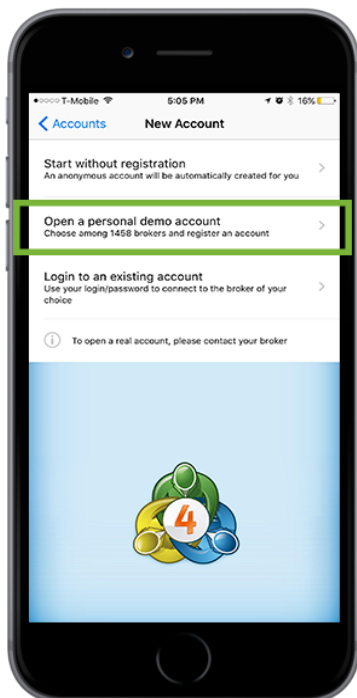 T-Mobile 5:05 PM 16%
Accounts New Account
Start without registration
An anonymous account will be automatically created for you
Open a personal demo account
Choose among 1458 brokers and register an account
Login to an existing account
Use your login/password to connect to the broker of your
choice
To open a real account, please contact your broker
4